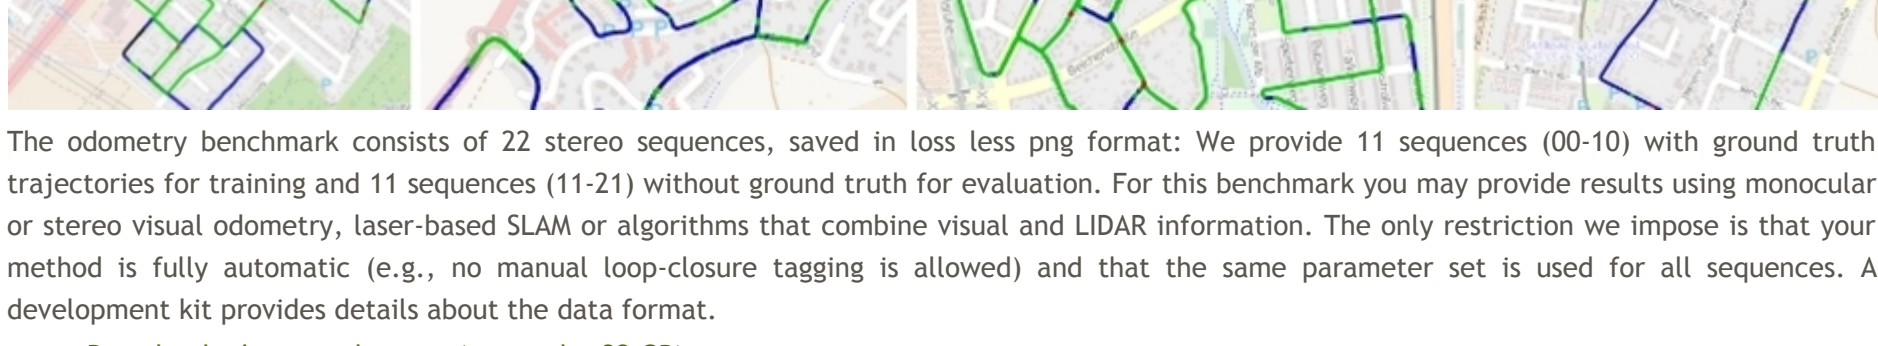 The odometry benchmark consists of 22 stereo sequences, saved in loss less png format: We provide 11 sequences (00-10) with ground truth
trajectories for training and 11 sequences (11-21) without ground truth for evaluation. For this benchmark you may provide results using monocular
or stereo visual odometry, laser-based SLAM or algorithms that combine visual and LIDAR information. The only restriction we impose is that your
method is fully automatic (e.g., no manual loop-closure tagging is allowed) and that the same parameter set is used for all sequences. A
development kit provides details about the data format.